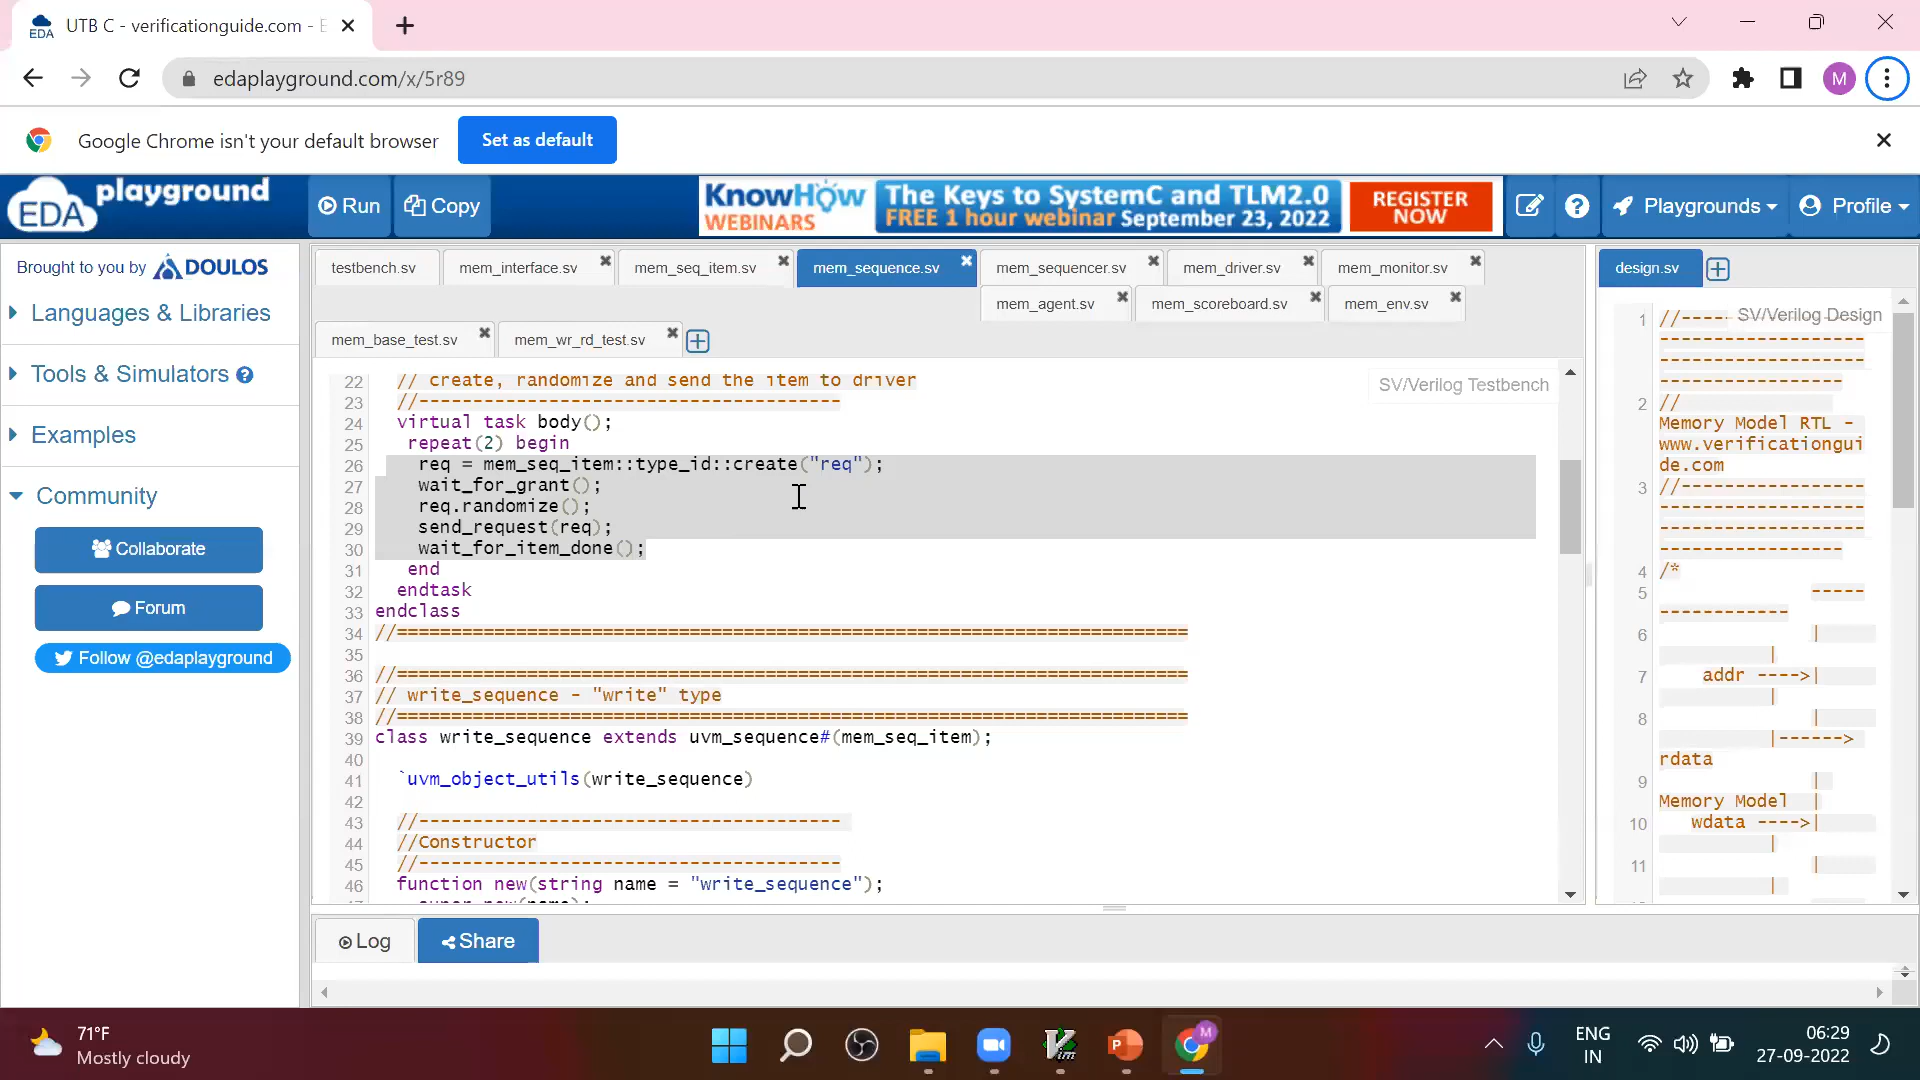 UTB C - verificationguide.com - E
edaplayground.com/x/5r89
M
Google Chrome isn't your default browser
Set as default
EDA playground
Run
Copy
KnowHow WEBINARS
The Keys to SystemC and TLM2.0
FREE 1 hour webinar September 23, 2022
REGISTER NOW
Playgrounds
Profile
Brought to you by DOULOS
Languages & Libraries
Tools & Simulators
Examples
Community
Collaborate
Forum
Follow @edaplayground
testbench.sv
mem_interface.sv
mem_seq_item.sv
mem_sequence.sv
mem_sequencer.sv
mem_driver.sv
mem_monitor.sv
mem_agent.sv
mem_scoreboard.sv
mem_env.sv
mem_base_test.sv
mem_wr_rd_test.sv
SV/Verilog Testbench
22 // create, randomize and send the item to driver
23 //---------------------------------------
24 virtual task body();
25 repeat(2) begin
26 req = mem_seq_item::type_id::create("req");
27 wait_for_grant();
28 req.randomize();
29 send_request(req);
30 wait_for_item_done();
31 end
32 endtask
33 endclass
34 //=========================================================================
35
36 //=========================================================================
37 // write_sequence - "write" type
38 //=========================================================================
39 class write_sequence extends uvm_sequence#(mem_seq_item);
40
41 `uvm_object_utils(write_sequence)
42
43 //---------------------------------------
44 //Constructor
45 //---------------------------------------
46 function new(string name = "write_sequence");
design.sv
SV/Verilog Design
1 //----
-------------------
-------------------
-----------------
2 //
Memory Model RTL -
www.verificationgui
de.com
3 //-----------------
-------------------
-------------------
-----------------
4 /*
5 -----
------------
6 |
|
7 addr ---->|
|
8 |
|------>
rdata
9 |
Memory Model |
10 wdata ---->|
|
11 |
|
Log
Share
71°F
Mostly cloudy
ENG
IN
06:29
27-09-2022